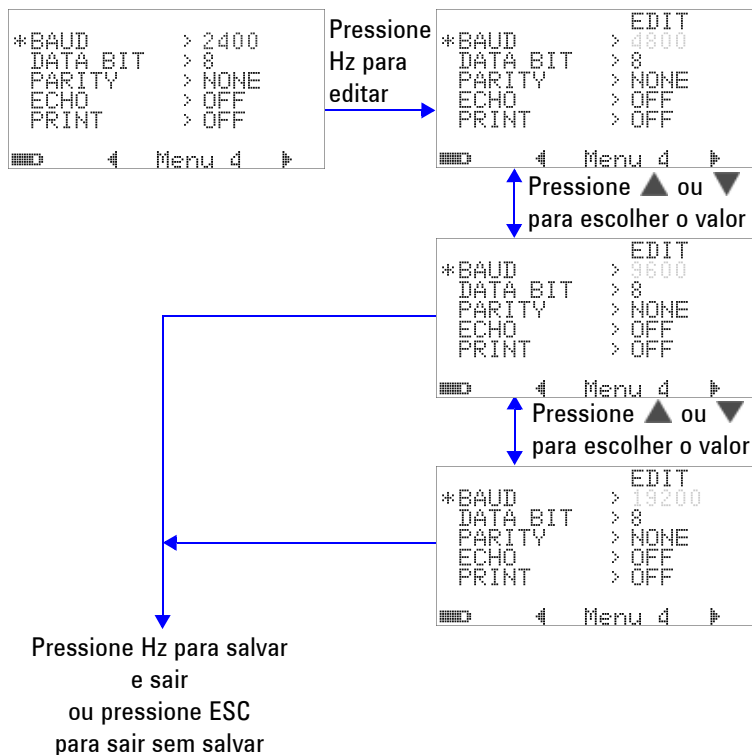 *BAUD > 2400
DATA BIT > 8
PARITY > NONE
ECHO > OFF
PRINT > OFF
Menu 4
Pressione
Hz para
editar
EDIT
*BAUD > 4800
DATA BIT > 8
PARITY > NONE
ECHO > OFF
PRINT > OFF
Menu 4
Pressione ▲ ou ▼
para escolher o valor
EDIT
*BAUD > 9600
DATA BIT > 8
PARITY > NONE
ECHO > OFF
PRINT > OFF
Menu 4
Pressione ▲ ou ▼
para escolher o valor
EDIT
*BAUD > 19200
DATA BIT > 8
PARITY > NONE
ECHO > OFF
PRINT > OFF
Menu 4
Pressione Hz para salvar
e sair
ou pressione ESC
para sair sem salvar